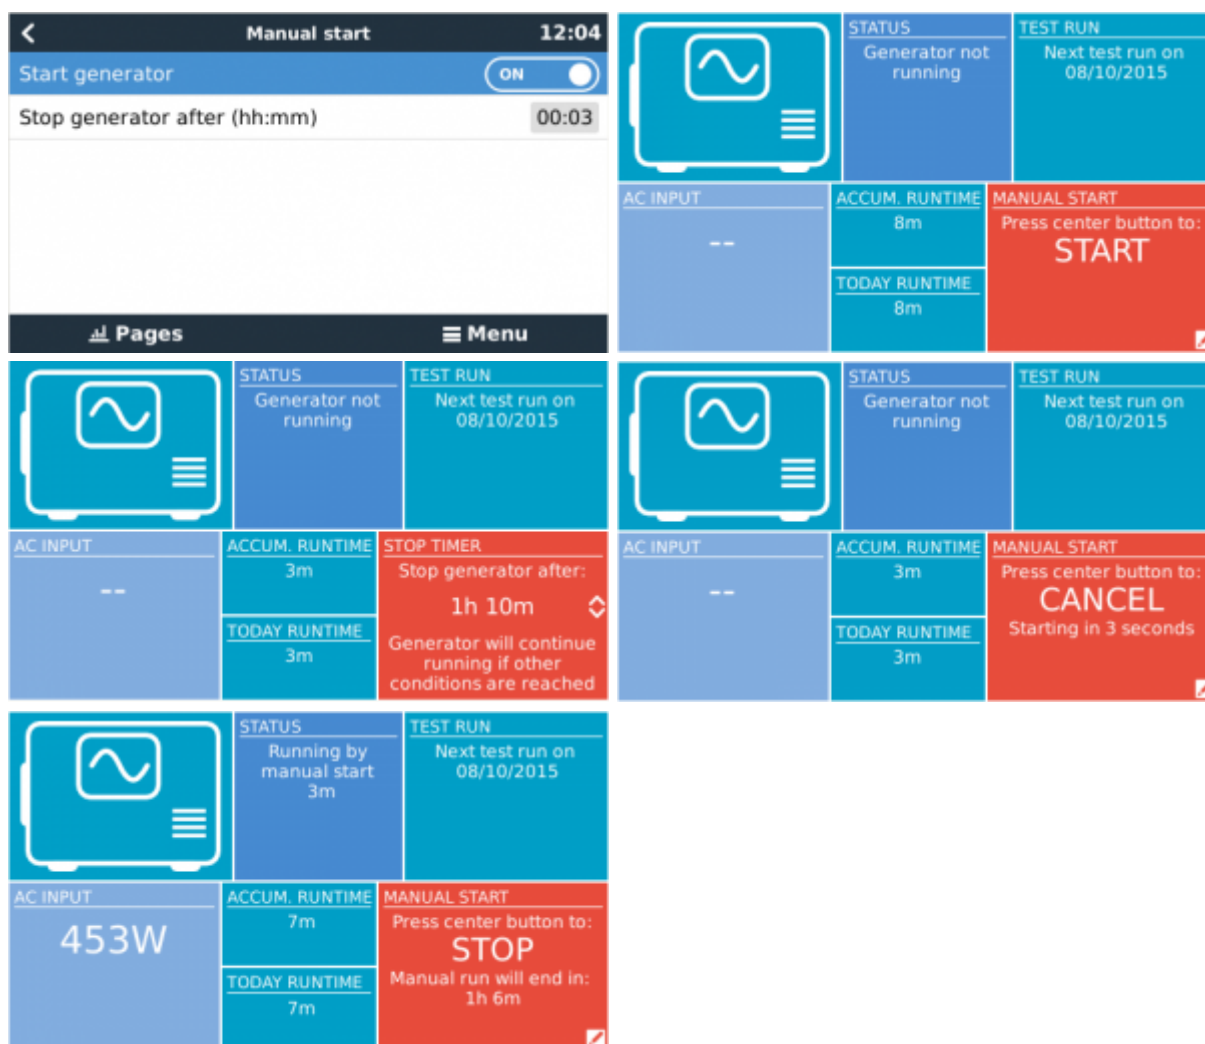 Manual start 12:04
Start generator ON
Stop generator after (hh:mm) 00:03
Pages Menu
STATUS
Generator not
running
TEST RUN
Next test run on
08/10/2015
AC INPUT
--
ACCUM. RUNTIME
8m
TODAY RUNTIME
8m
MANUAL START
Press center button to:
START
STATUS
Generator not
running
TEST RUN
Next test run on
08/10/2015
AC INPUT
--
ACCUM. RUNTIME
3m
TODAY RUNTIME
3m
STOP TIMER
Stop generator after:
1h 10m
Generator will continue
running if other
conditions are reached
STATUS
Generator not
running
TEST RUN
Next test run on
08/10/2015
AC INPUT
--
ACCUM. RUNTIME
3m
TODAY RUNTIME
3m
MANUAL START
Press center button to:
CANCEL
Starting in 3 seconds
STATUS
Running by
manual start
3m
TEST RUN
Next test run on
08/10/2015
AC INPUT
453W
ACCUM. RUNTIME
7m
TODAY RUNTIME
7m
MANUAL START
Press center button to:
STOP
Manual run will end in:
1h 6m